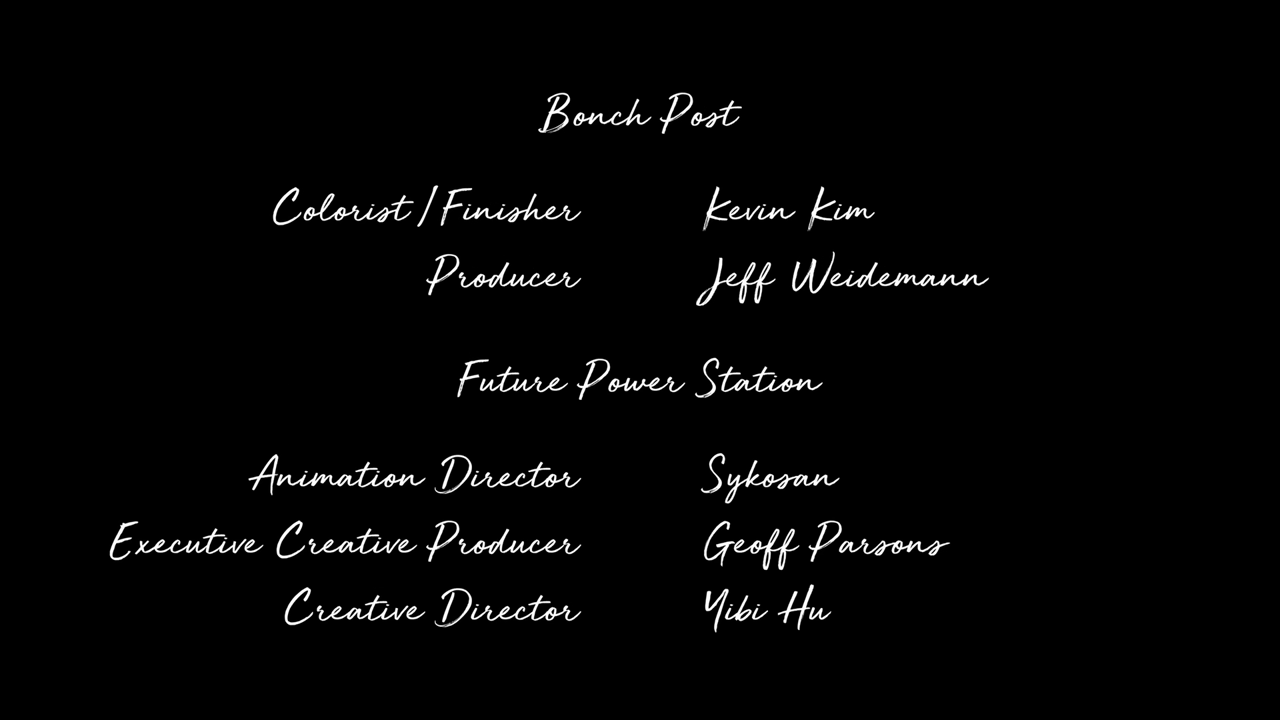 Bonch Post
Colorist/Finisher Kevin Kim
Producer Jeff Weidemann
Future Power Station
Animation Director Sykosan
Executive Creative Producer Geoff Parsons
Creative Director Yibi Hu